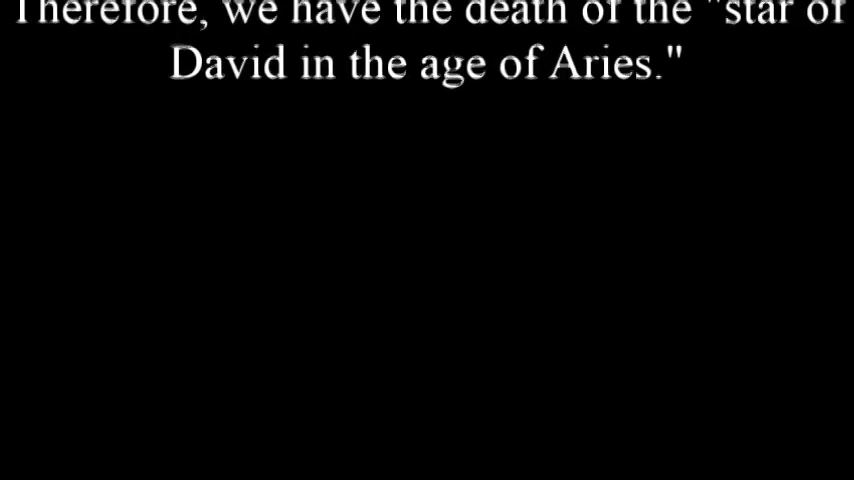 Therefore, we have the death of the "star of
David in the age of Aries."